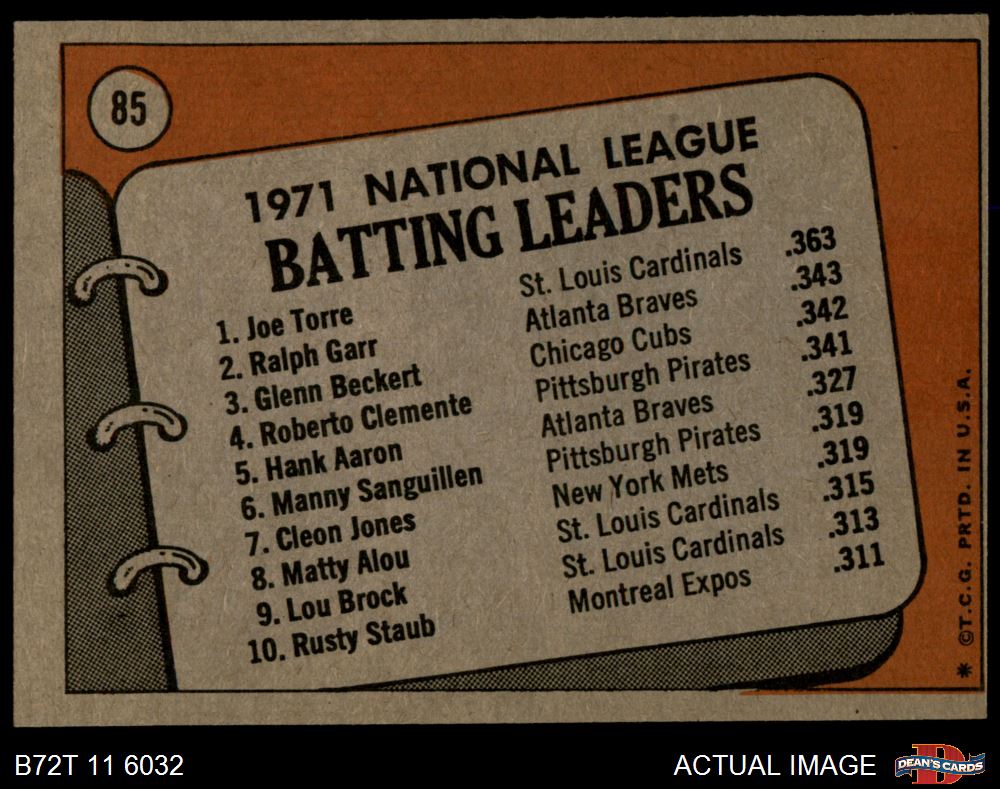 85
1971 NATIONAL LEAGUE
BATTING LEADERS
1. Joe Torre St. Louis Cardinals .363
2. Ralph Garr Atlanta Braves .343
3. Glenn Beckert Chicago Cubs .342
4. Roberto Clemente Pittsburgh Pirates .341
5. Hank Aaron Atlanta Braves .327
6. Manny Sanguillen Pittsburgh Pirates .319
7. Cleon Jones New York Mets .319
8. Matty Alou St. Louis Cardinals .315
9. Lou Brock St. Louis Cardinals .313
10. Rusty Staub Montreal Expos .311
* ©T.C.G. PRTD. IN U.S.A.
B72T 11 6032 ACTUAL IMAGE
D
DEAN'S CARDS